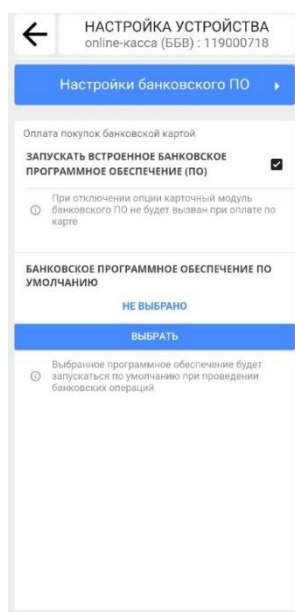 НАСТРОЙКА УСТРОЙСТВА
online-касса (ББВ) : 119000718
Настройки банковского ПО
Оплата покупок банковской картой
ЗАПУСКАТЬ ВСТРОЕННОЕ БАНКОВСКОЕ
ПРОГРАММНОЕ ОБЕСПЕЧЕНИЕ (ПО)
При отключении опции карточный модуль
банковского ПО не будет вызван при оплате по
карте
БАНКОВСКОЕ ПРОГРАММНОЕ ОБЕСПЕЧЕНИЕ ПО
УМОЛЧАНИЮ
НЕ ВЫБРАНО
ВЫБРАТЬ
Выбранное программное обеспечение будет
запускаться по умолчанию при проведении
банковских операций